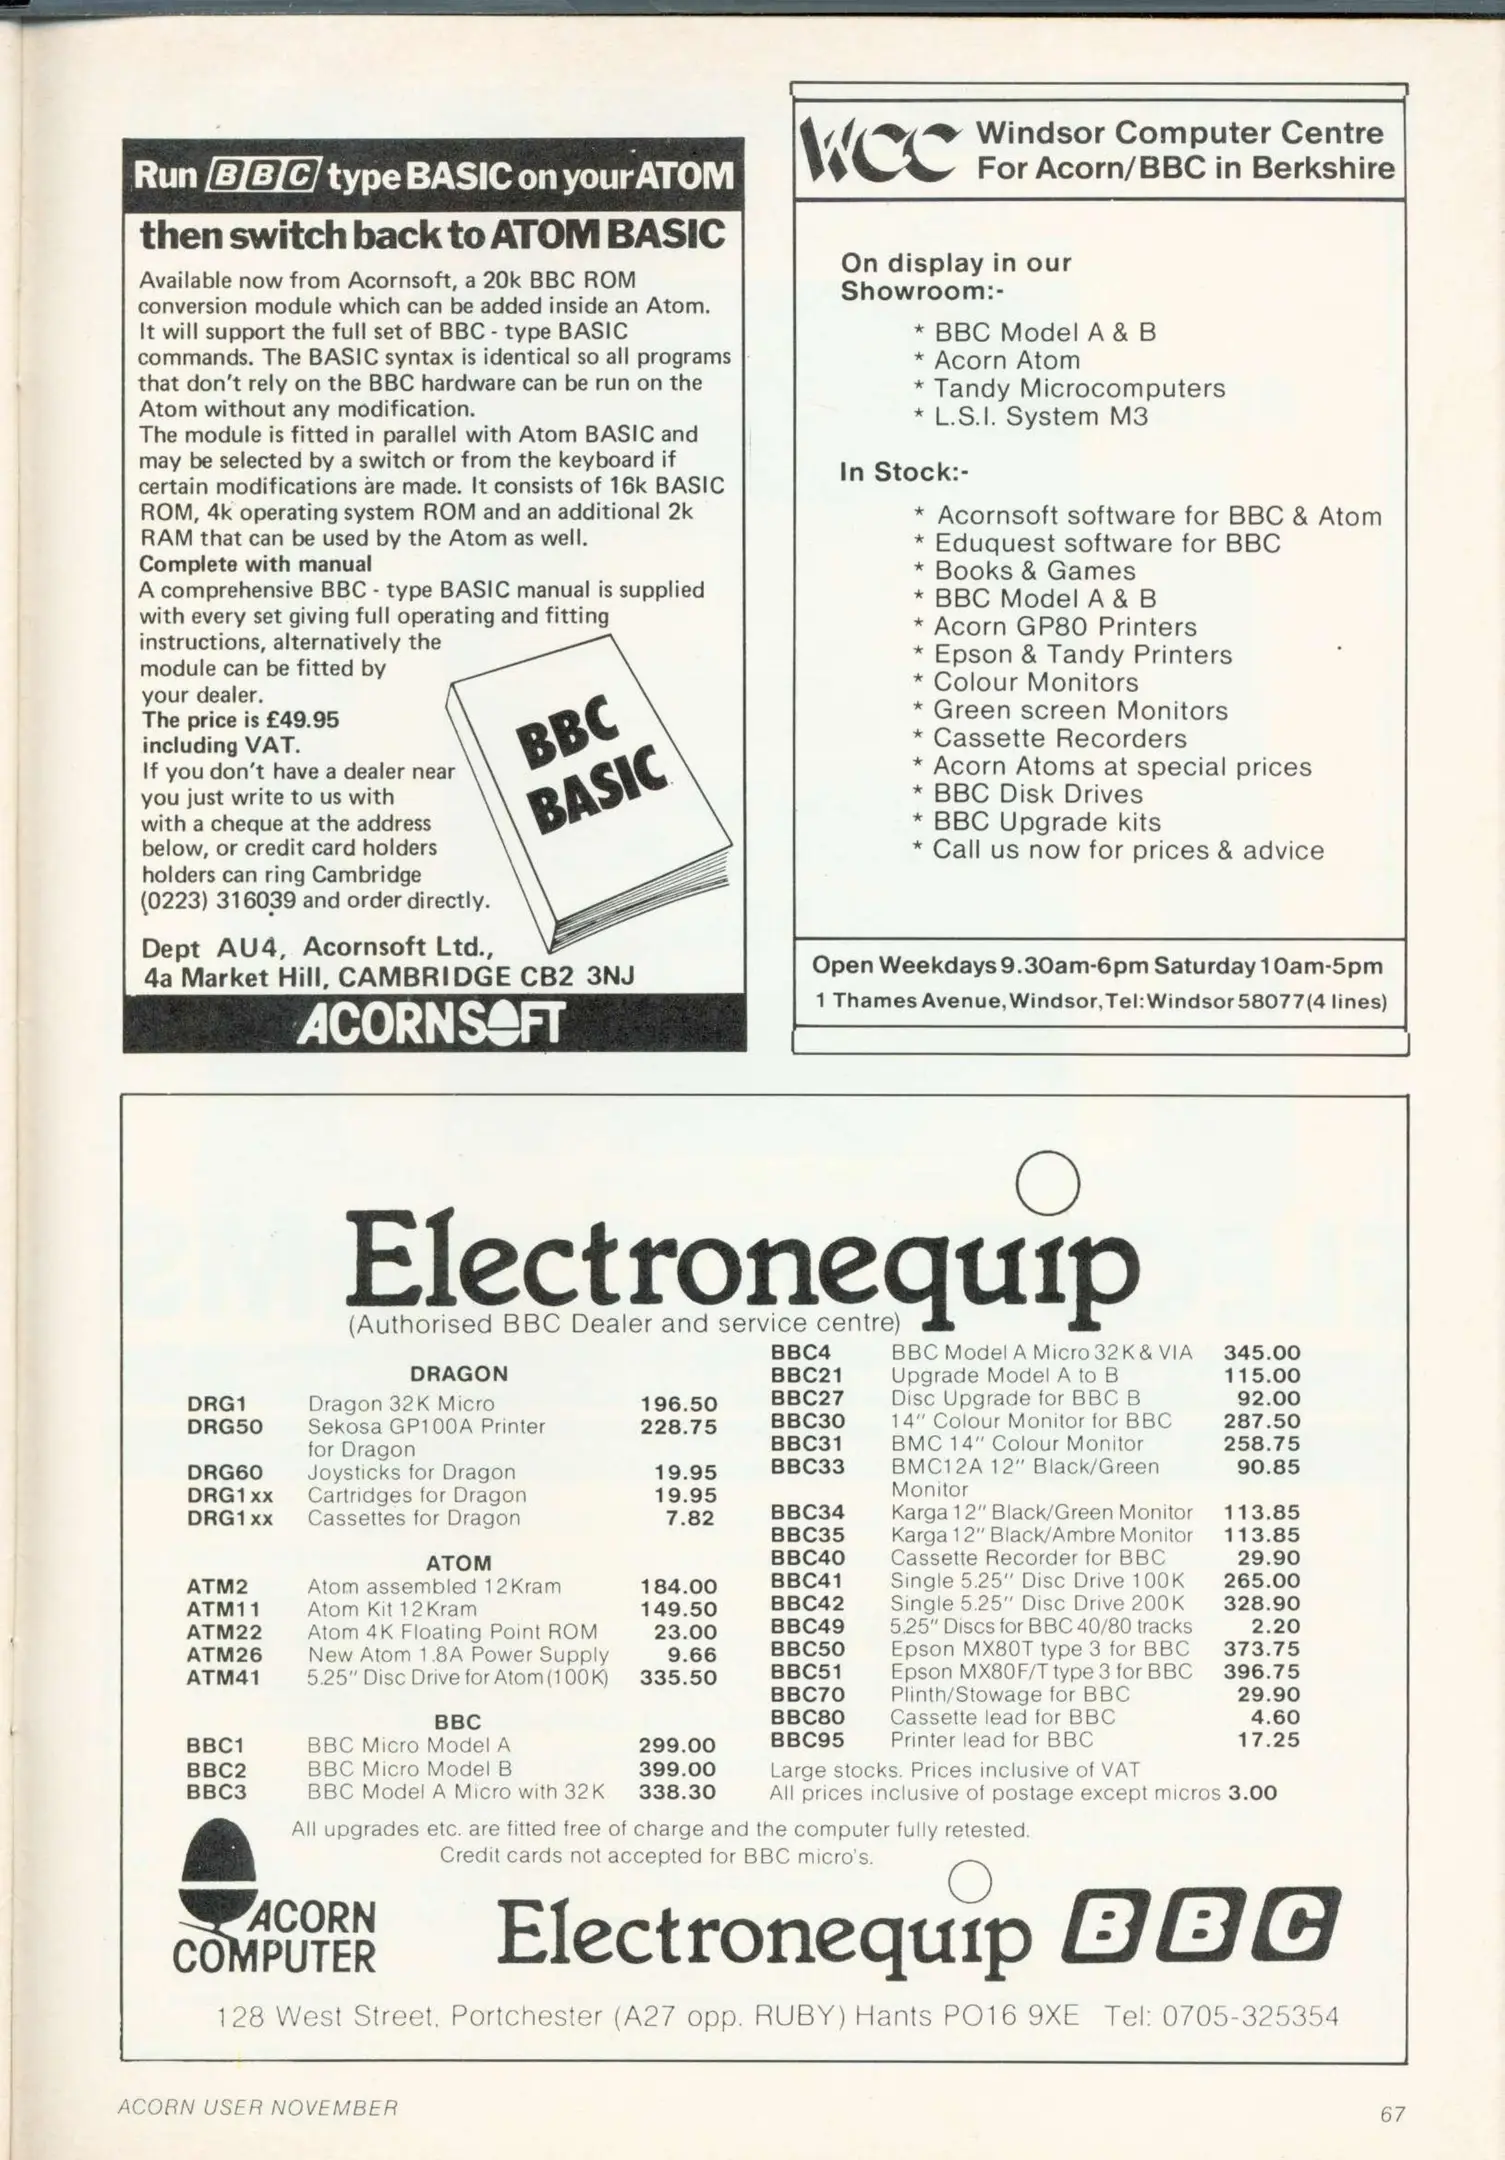 Run BBC type BASIC on your ATOM
then switch back to ATOM BASIC
Available now from Acornsoft, a 20k BBC ROM
conversion module which can be added inside an Atom.
It will support the full set of BBC - type BASIC
commands. The BASIC syntax is identical so all programs
that don't rely on the BBC hardware can be run on the
Atom without any modification.
The module is fitted in parallel with Atom BASIC and
may be selected by a switch or from the keyboard if
certain modifications are made. It consists of 16k BASIC
ROM, 4k operating system ROM and an additional 2k
RAM that can be used by the Atom as well.
Complete with manual
A comprehensive BBC - type BASIC manual is supplied
with every set giving full operating and fitting
instructions, alternatively the
module can be fitted by
your dealer.
The price is £49.95
including VAT.
If you don't have a dealer near
you just write to us with
with a cheque at the address
below, or credit card holders
holders can ring Cambridge
(0223) 316039 and order directly.
BBC
BASIC
Dept AU4, Acornsoft Ltd.,
4a Market Hill, CAMBRIDGE CB2 3NJ
ACORNSOFT
WCC Windsor Computer Centre
For Acorn/BBC in Berkshire
On display in our
Showroom:-
* BBC Model A & B
* Acorn Atom
* Tandy Microcomputers
* L.S.I. System M3
In Stock:-
* Acornsoft software for BBC & Atom
* Eduquest software for BBC
* Books & Games
* BBC Model A & B
* Acorn GP80 Printers
* Epson & Tandy Printers
* Colour Monitors
* Green screen Monitors
* Cassette Recorders
* Acorn Atoms at special prices
* BBC Disk Drives
* BBC Upgrade kits
* Call us now for prices & advice
Open Weekdays 9.30am-6pm Saturday 10am-5pm
1 Thames Avenue, Windsor, Tel: Windsor 58077 (4 lines)
Electronequip
(Authorised BBC Dealer and service centre)
DRAGON
DRG1 Dragon 32K Micro 196.50
DRG50 Sekosa GP100A Printer 228.75
for Dragon
DRG60 Joysticks for Dragon 19.95
DRG1xx Cartridges for Dragon 19.95
DRG1xx Cassettes for Dragon 7.82
ATOM
ATM2 Atom assembled 12Kram 184.00
ATM11 Atom Kit 12Kram 149.50
ATM22 Atom 4K Floating Point ROM 23.00
ATM26 New Atom 1.8A Power Supply 9.66
ATM41 5.25" Disc Drive for Atom (100K) 335.50
BBC
BBC1 BBC Micro Model A 299.00
BBC2 BBC Micro Model B 399.00
BBC3 BBC Model A Micro with 32K 338.30
BBC4 BBC Model A Micro 32K & VIA 345.00
BBC21 Upgrade Model A to B 115.00
BBC27 Disc Upgrade for BBC B 92.00
BBC30 14" Colour Monitor for BBC 287.50
BBC31 BMC 14" Colour Monitor 258.75
BBC33 BMC12A 12" Black/Green 90.85
Monitor
BBC34 Karga 12" Black/Green Monitor 113.85
BBC35 Karga 12" Black/Ambre Monitor 113.85
BBC40 Cassette Recorder for BBC 29.90
BBC41 Single 5.25" Disc Drive 100K 265.00
BBC42 Single 5.25" Disc Drive 200K 328.90
BBC49 5.25" Discs for BBC 40/80 tracks 2.20
BBC50 Epson MX80T type 3 for BBC 373.75
BBC51 Epson MX80F/T type 3 for BBC 396.75
BBC70 Plinth/Stowage for BBC 29.90
BBC80 Cassette lead for BBC 4.60
BBC95 Printer lead for BBC 17.25
Large stocks. Prices inclusive of VAT
All prices inclusive of postage except micros 3.00
All upgrades etc. are fitted free of charge and the computer fully retested.
Credit cards not accepted for BBC micro's.
ACORN
COMPUTER
Electronequip BBC
128 West Street, Portchester (A27 opp. RUBY) Hants PO16 9XE Tel: 0705-325354
ACORN USER NOVEMBER
67